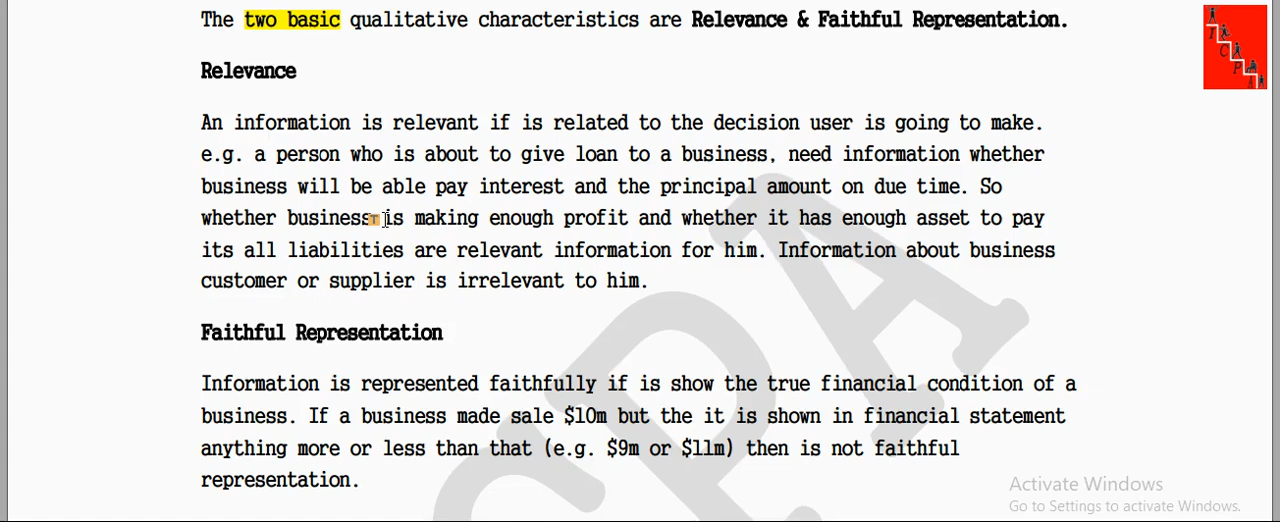 The two basic qualitative characteristics are Relevance & Faithful Representation.
Relevance
An information is relevant if is related to the decision user is going to make.
e.g. a person who is about to give loan to a business, need information whether
business will be able pay interest and the principal amount on due time. So
whether business is making enough profit and whether it has enough asset to pay
its all liabilities are relevant information for him. Information about business
customer or supplier is irrelevant to him.
Faithful Representation
Information is represented faithfully if is show the true financial condition of a
business. If a business made sale $10m but the it is shown in financial statement
anything more or less than that (e.g. $9m or $11m) then is not faithful
representation.
T
C
P
A
CPA
Activate Windows
Go to Settings to activate Windows.